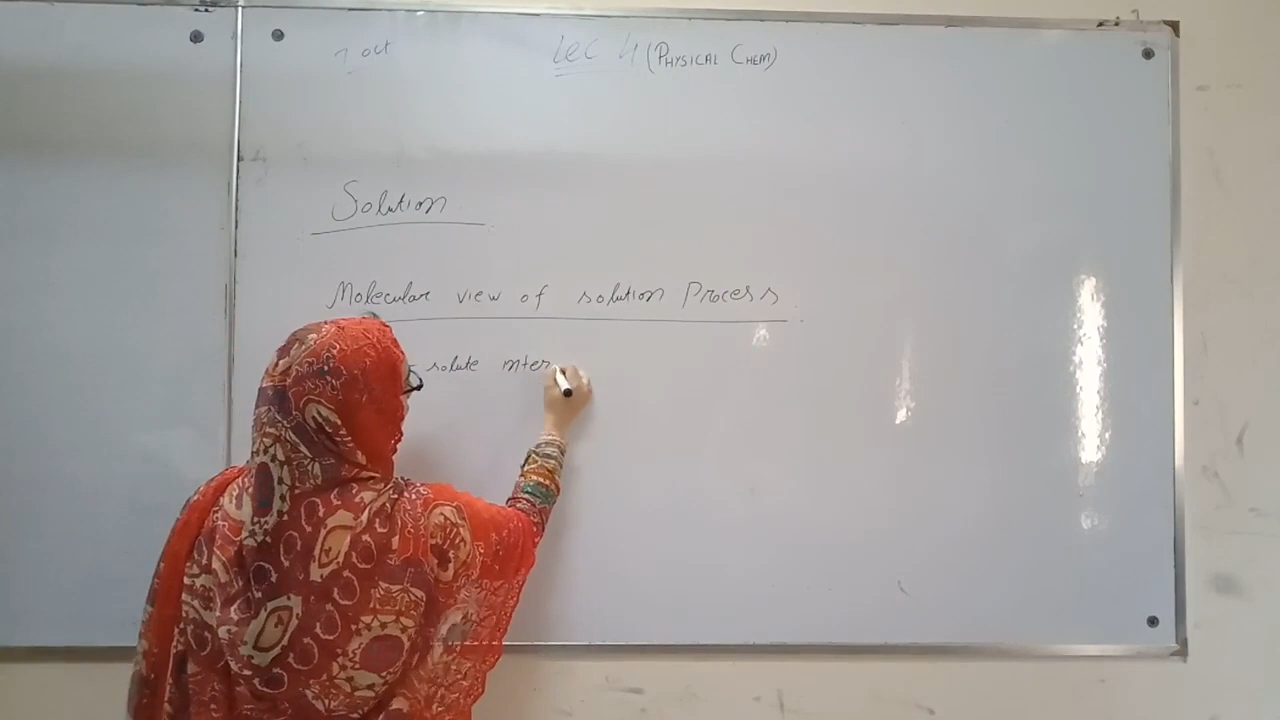 7 oct
Lec 4 (PHYSICAL CHEM)
Solution
Molecular view of solution Process
solute inter